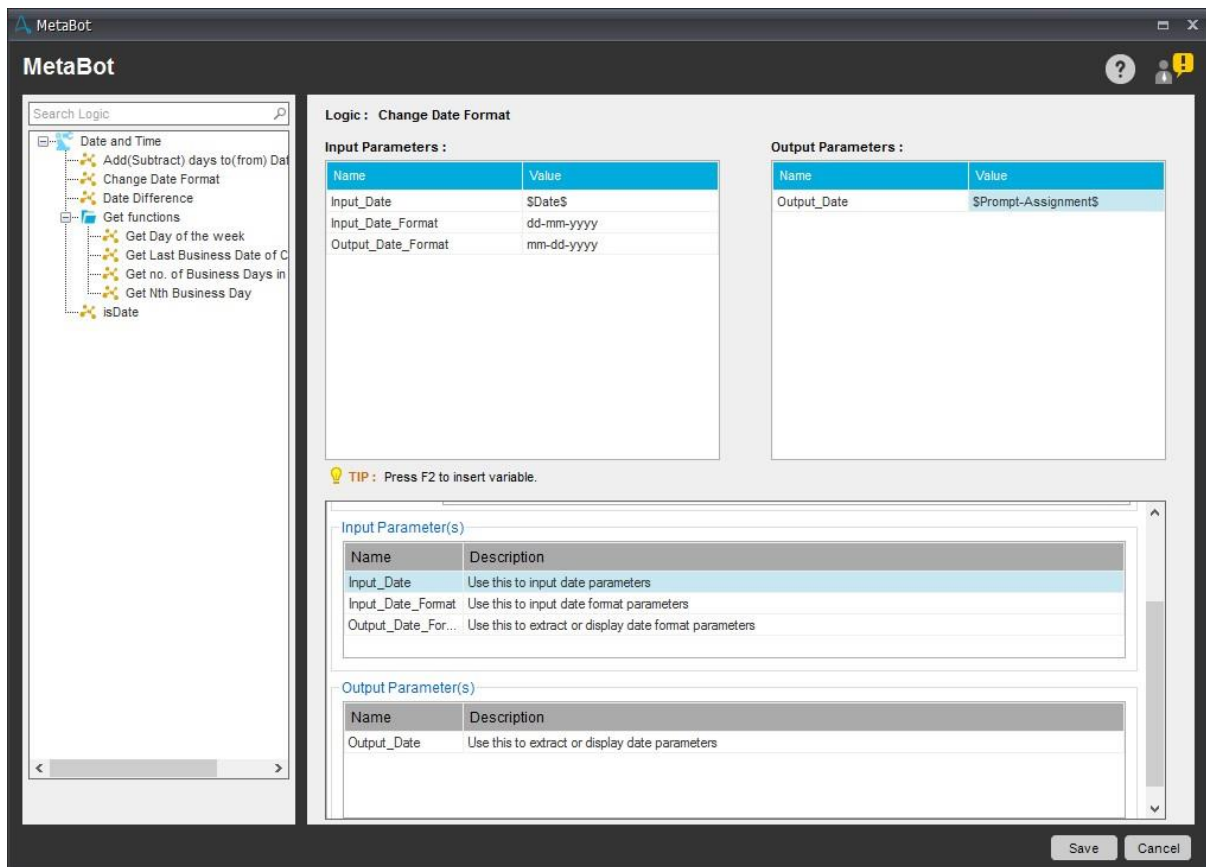 MetaBot
MetaBot
Search Logic
Date and Time
Add(Subtract) days to(from) Dat
Change Date Format
Date Difference
Get functions
Get Day of the week
Get Last Business Date of C
Get no. of Business Days in
Get Nth Business Day
isDate
Logic : Change Date Format
Input Parameters :
Name Value
Input_Date $Date$
Input_Date_Format dd-mm-yyyy
Output_Date_Format mm-dd-yyyy
Output Parameters :
Name Value
Output_Date $Prompt-Assignment$
TIP : Press F2 to insert variable.
Input Parameter(s)
Name Description
Input_Date Use this to input date parameters
Input_Date_Format Use this to input date format parameters
Output_Date_For... Use this to extract or display date format parameters
Output Parameter(s)
Name Description
Output_Date Use this to extract or display date parameters
Save Cancel